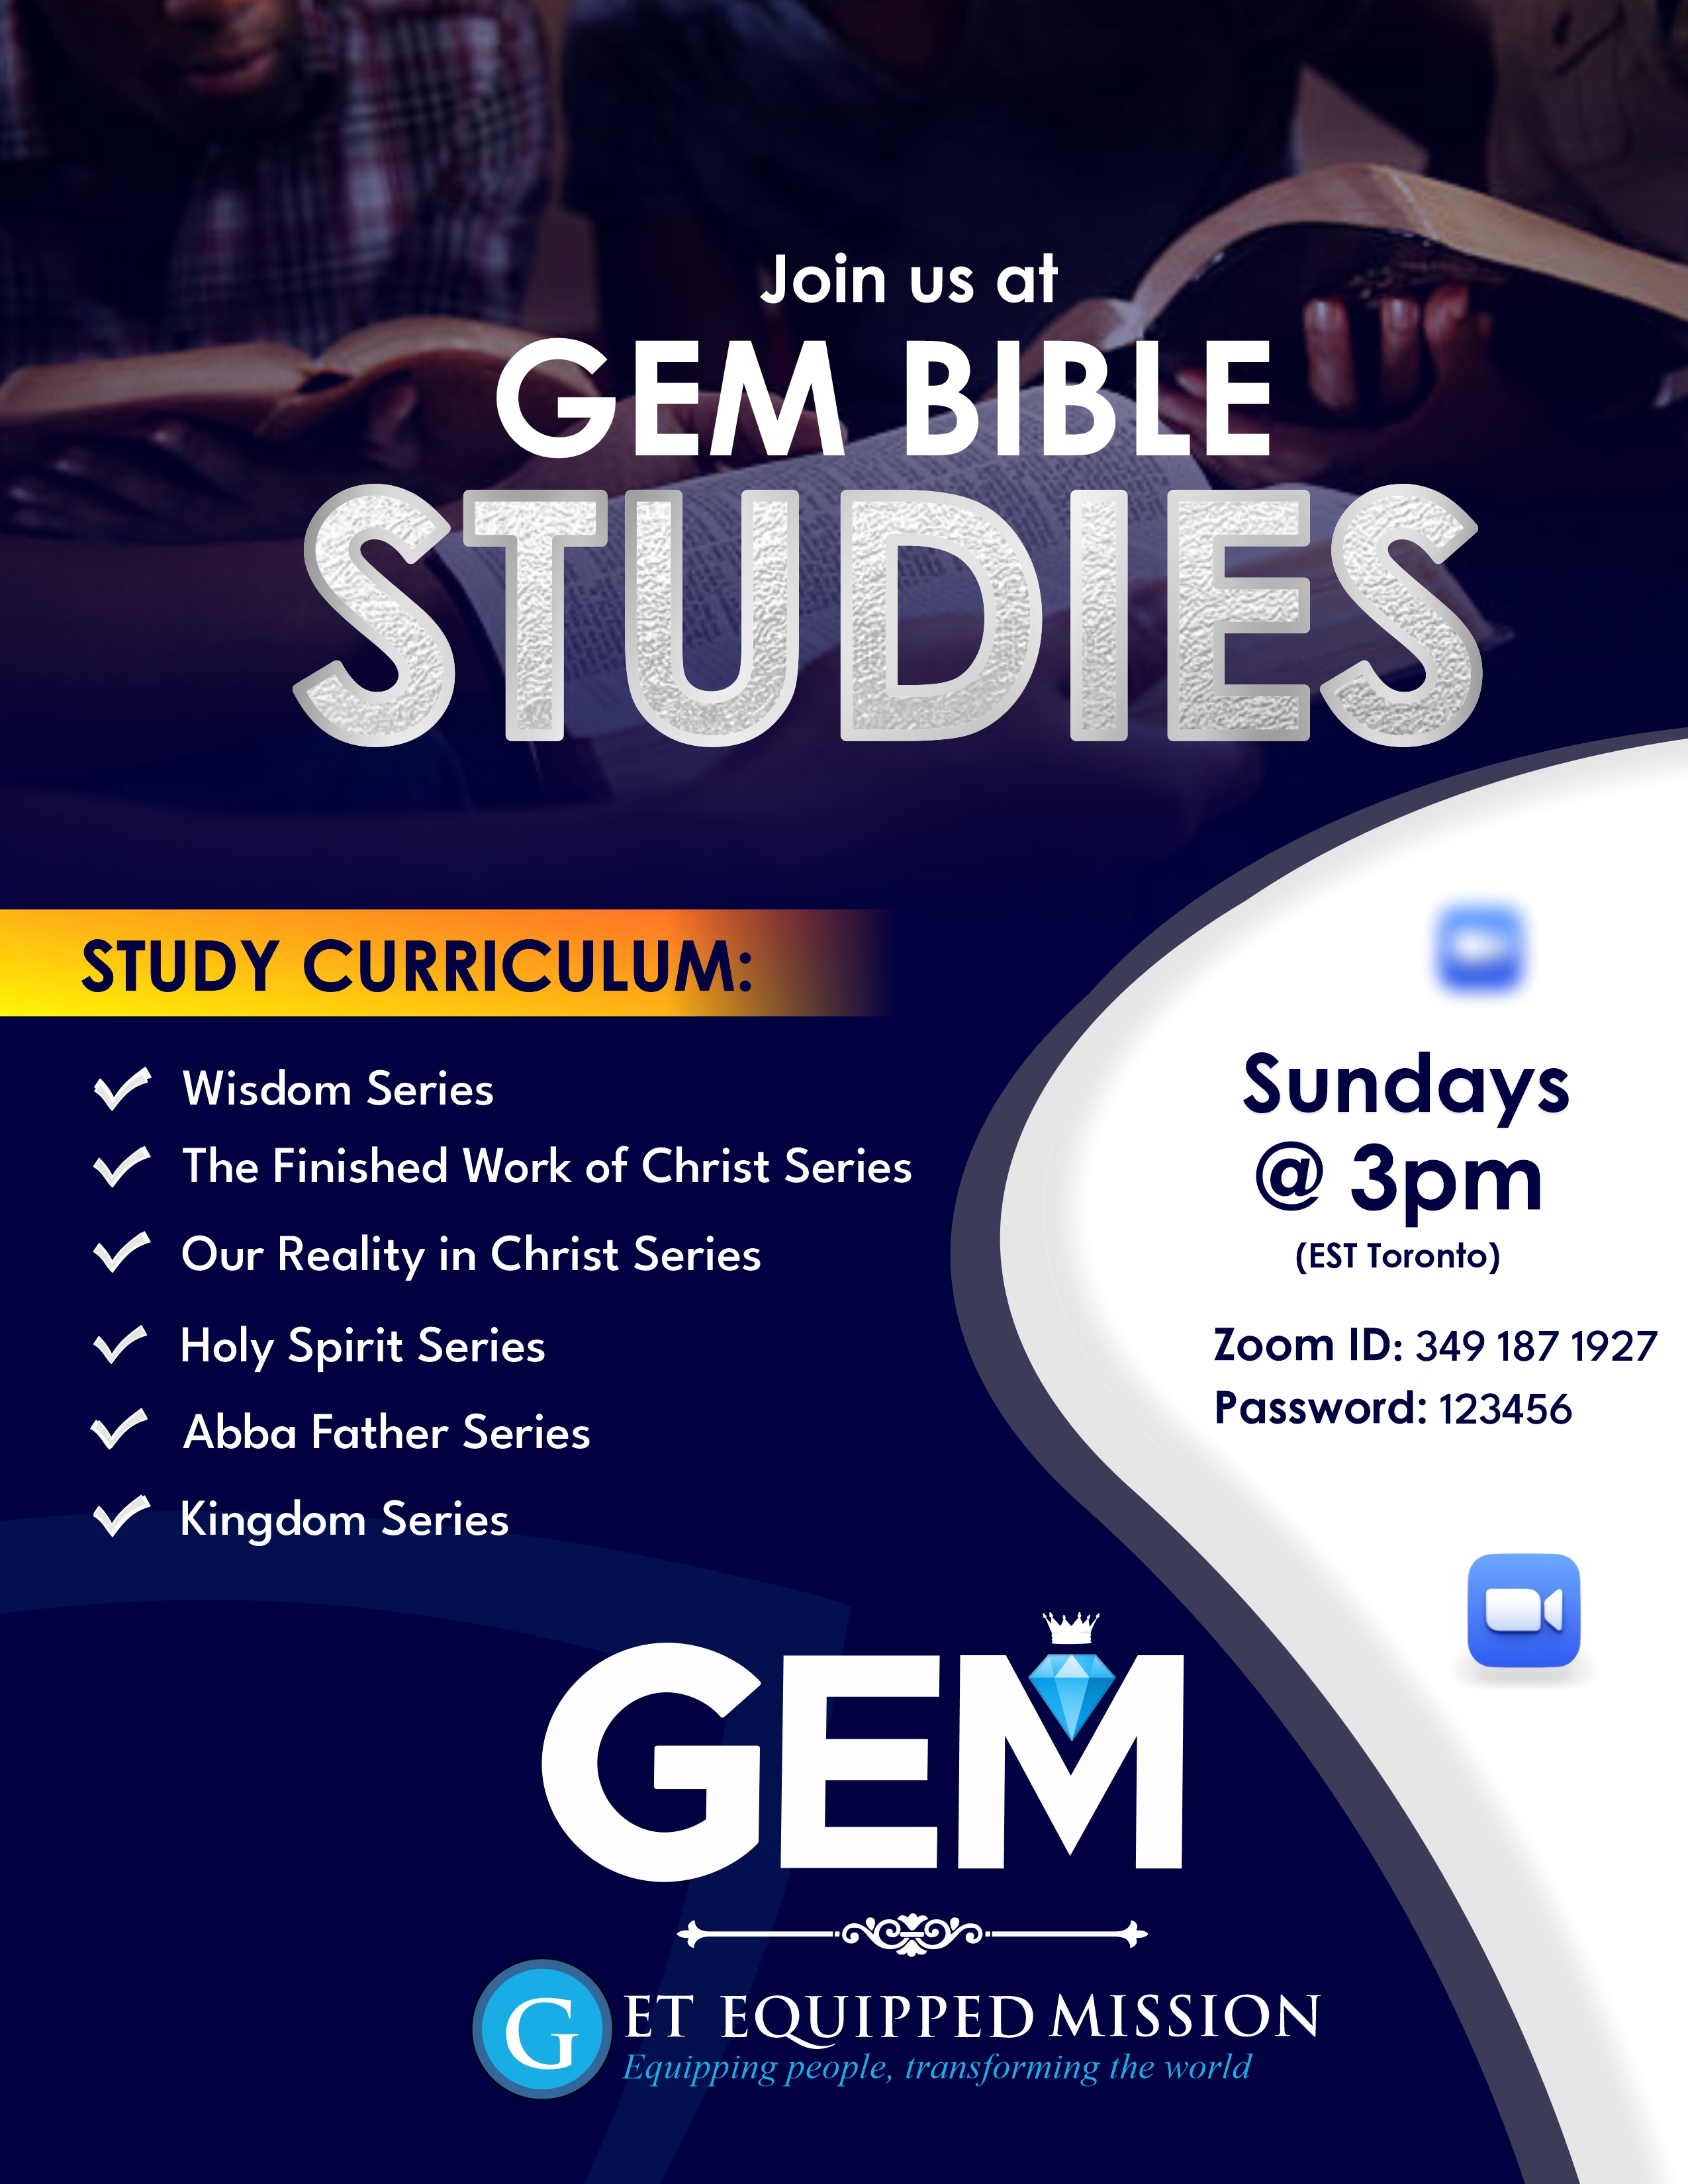 Join us at
GEM BIBLE
STUDIES
STUDY CURRICULUM:
Wisdom Series
The Finished Work of Christ Series
Our Reality in Christ Series
Holy Spirit Series
Abba Father Series
Kingdom Series
Sundays
@ 3pm
(EST Toronto)
Zoom ID: 349 187 1927
Password: 123456
GEM
GET EQUIPPED MISSION
Equipping people, transforming the world